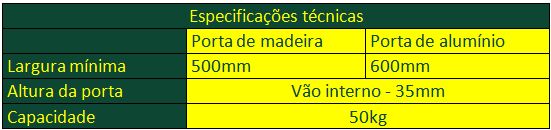 Especificações técnicas
Porta de madeira Porta de alumínio
Largura mínima 500mm 600mm
Altura da porta Vão interno - 35mm
Capacidade 50kg